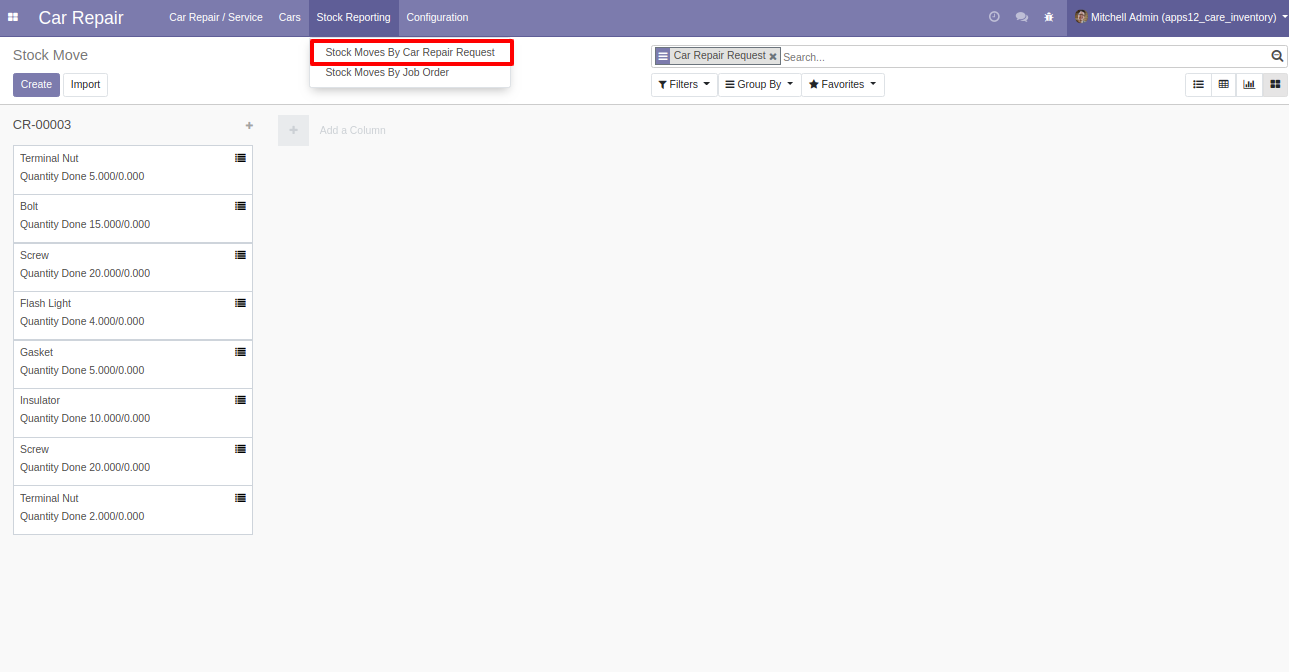 Car Repair
Car Repair / Service Cars Stock Reporting Configuration
Mitchell Admin (apps12_care_inventory)
Stock Moves By Car Repair Request
Stock Moves By Job Order
Stock Move
Car Repair Request Search...
Create Import
Filters Group By Favorites
CR-00003
Add a Column
Terminal Nut
Quantity Done 5.000/0.000
Bolt
Quantity Done 15.000/0.000
Screw
Quantity Done 20.000/0.000
Flash Light
Quantity Done 4.000/0.000
Gasket
Quantity Done 5.000/0.000
Insulator
Quantity Done 10.000/0.000
Screw
Quantity Done 20.000/0.000
Terminal Nut
Quantity Done 2.000/0.000